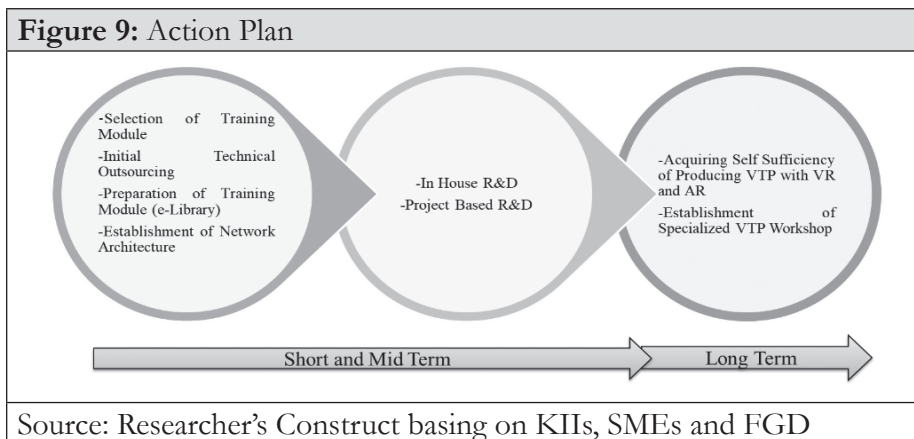 Figure 9: Action Plan
-Selection of Training
Module
-Initial Technical
Outsourcing
-Preparation of Training
Module (e-Library)
-Establishment of Network
Architecture
-In House R&D
-Project Based R&D
-Acquiring Self Sufficiency
of Producing VTP with VR
and AR
-Establishment of
Specialized VTP Workshop
Short and Mid Term
Long Term
Source: Researcher's Construct basing on KIIs, SMEs and FGD